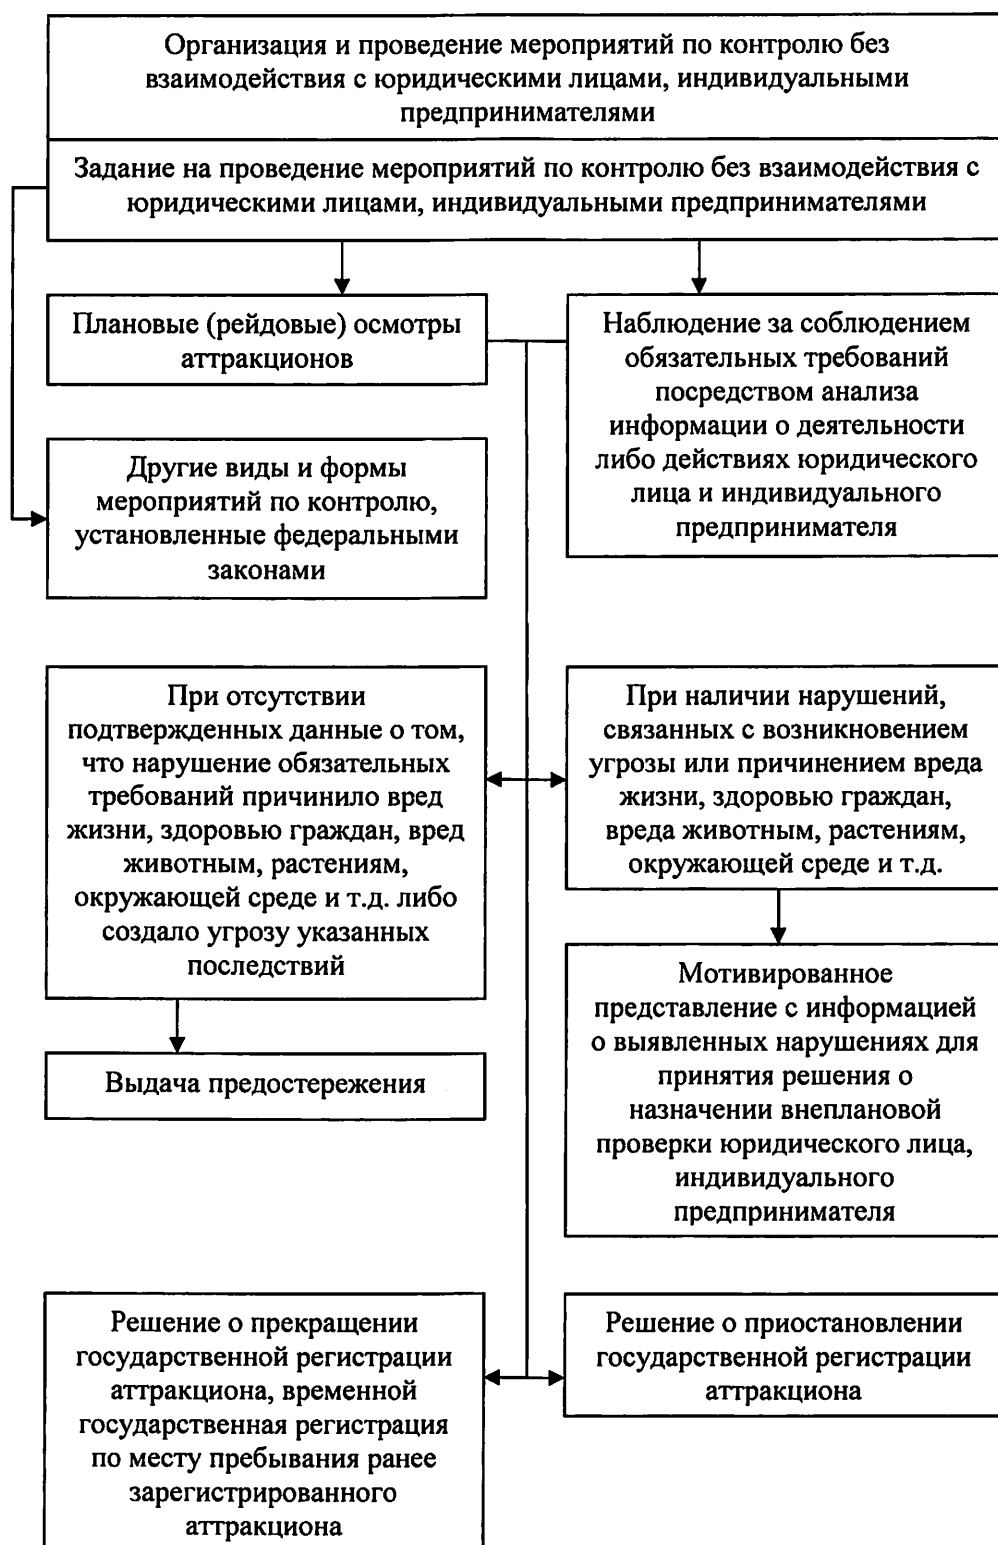 Организация и проведение мероприятий по контролю без
взаимодействия с юридическими лицами, индивидуальными
предпринимателями
Задание на проведение мероприятий по контролю без взаимодействия с
юридическими лицами, индивидуальными предпринимателями
Плановые (рейдовые) осмотры
аттракционов
Наблюдение за соблюдением
обязательных требований
посредством анализа
информации о деятельности
либо действиях юридического
лица и индивидуального
предпринимателя
Другие виды и формы
мероприятий по контролю,
установленные федеральными
законами
При отсутствии
подтвержденных данные о том,
что нарушение обязательных
требований причинило вред
жизни, здоровью граждан, вред
животным, растениям,
окружающей среде и т.д. либо
создало угрозу указанных
последствий
При наличии нарушений,
связанных с возникновением
угрозы или причинением вреда
жизни, здоровью граждан,
вреда животным, растениям,
окружающей среде и т.д.
Выдача предостережения
Мотивированное
представление с информацией
о выявленных нарушениях для
принятия решения о
назначении внеплановой
проверки юридического лица,
индивидуального
предпринимателя
Решение о прекращении
государственной регистрации
аттракциона, временной
государственная регистрация
по месту пребывания ранее
зарегистрированного
аттракциона
Решение о приостановлении
государственной регистрации
аттракциона